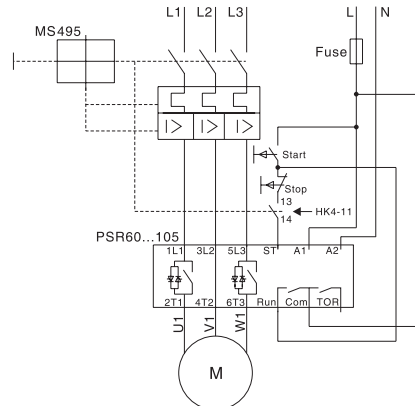 L1 L2 L3 L N
MS495
Fuse
I> I> I>
Start
Stop
13
14 HK4-11
PSR60...105
1L1 3L2 5L3 ST A1 A2
2T1 4T2 6T3 Run Com TOR
U1 V1 W1
M